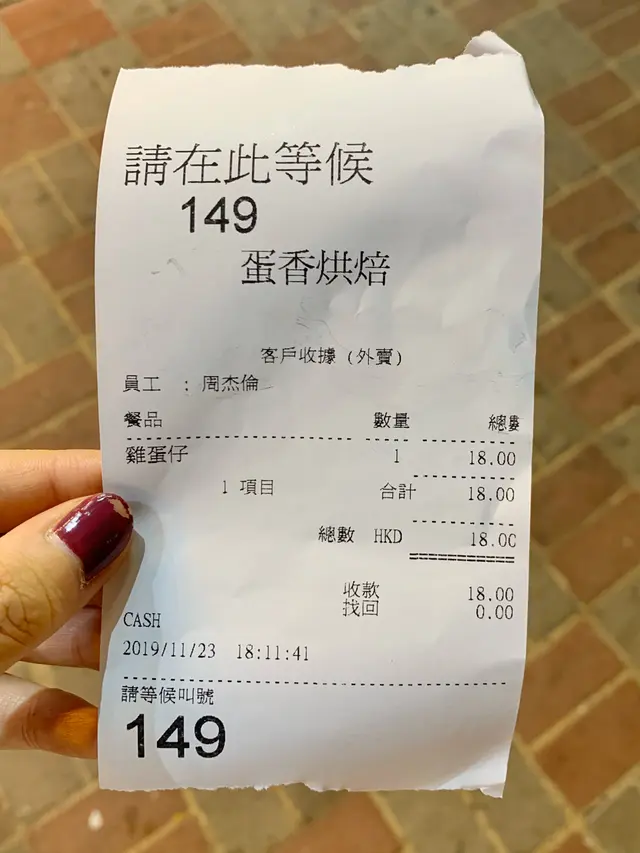 請在此等候
149
蛋香烘焙
客戶收據 (外賣)
員工 : 周杰倫
餐品 數量 總數
雞蛋仔 1 18.00
1 項目 合計 18.00
總數 HKD 18.00
收款 18.00
找回 0.00
CASH
2019/11/23 18:11:41
請等候叫號
149